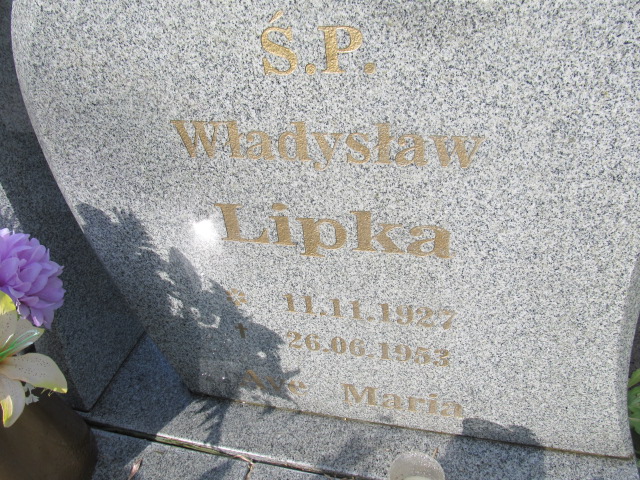 Ś.P.
Władysław
Lipka
* 11.11.1927
† 26.06.1953
Ave Maria